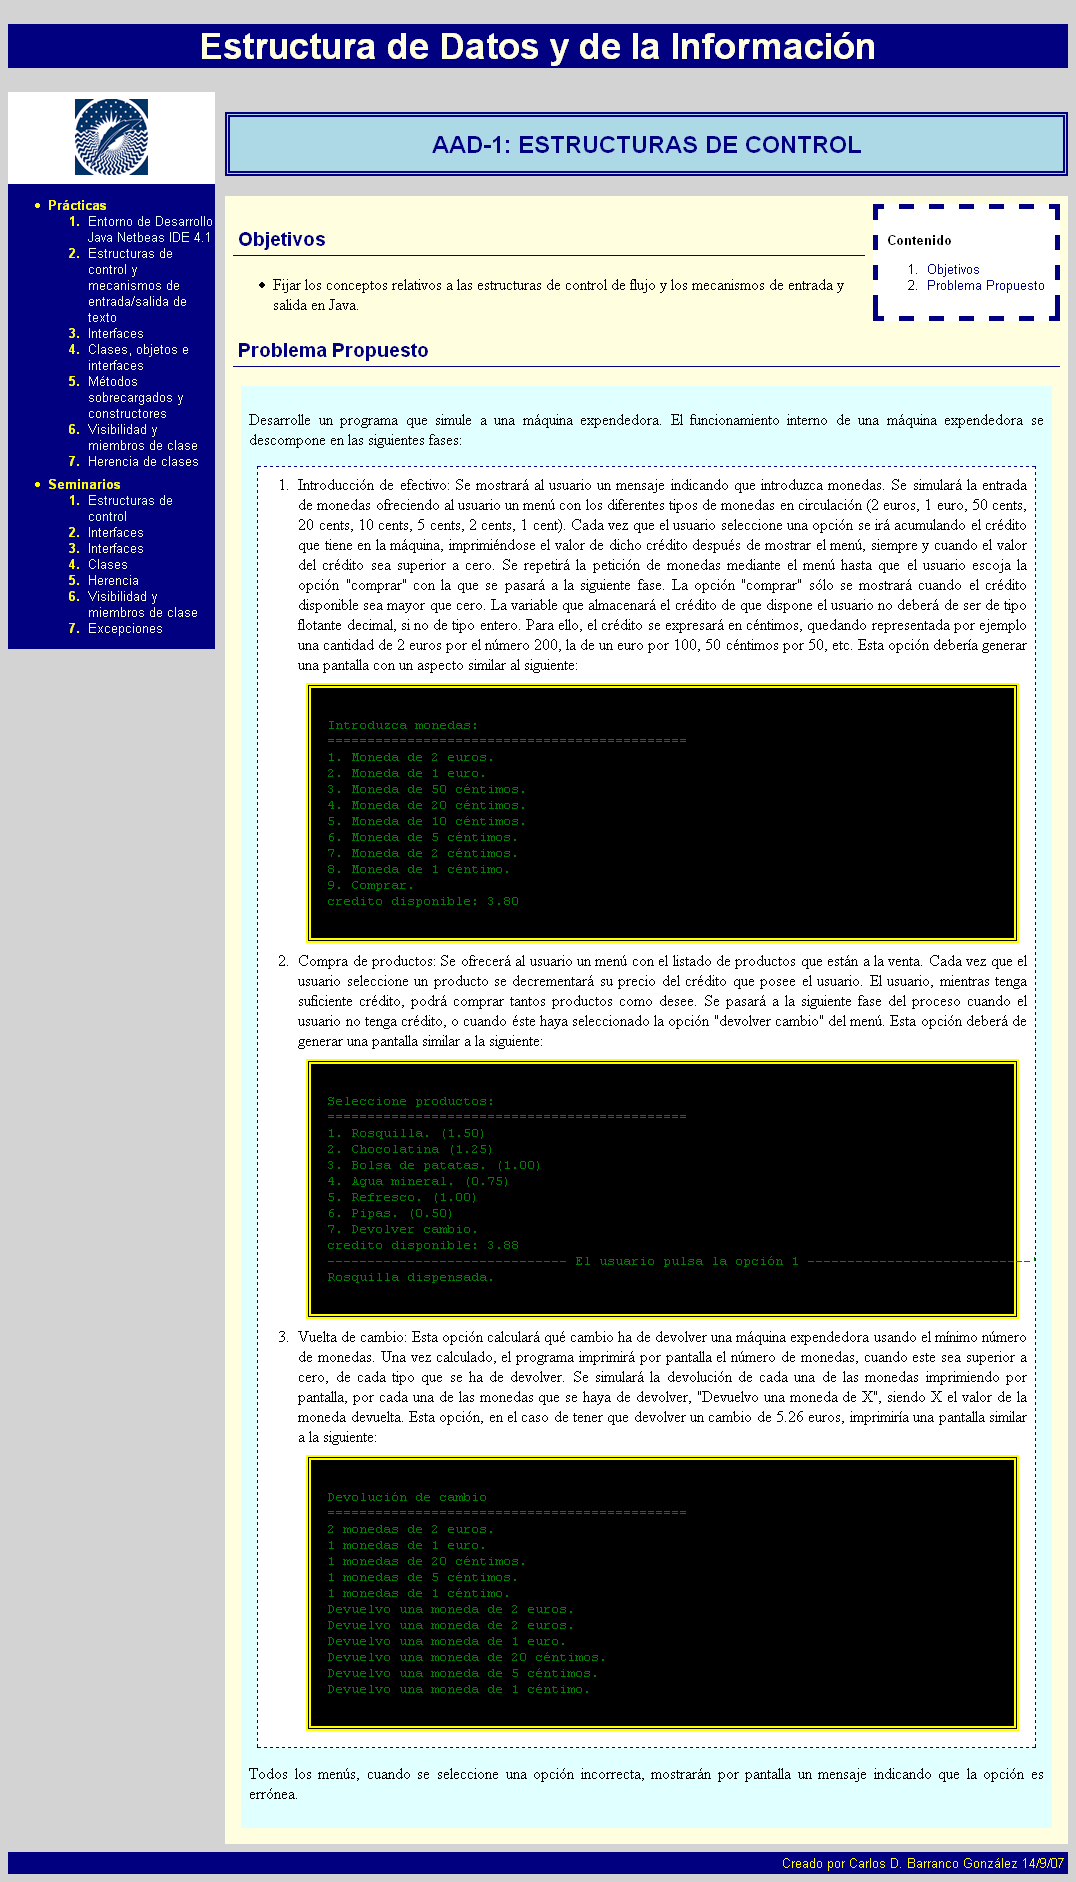 Estructura de Datos y de la Información
• Prácticas
1. Entorno de Desarrollo
Java Netbeas IDE 4.1
2. Estructuras de
control y
mecanismos de
entrada/salida de
texto
3. Interfaces
4. Clases, objetos e
interfaces
5. Métodos
sobrecargados y
constructores
6. Visibilidad y
miembros de clase
7. Herencia de clases
• Seminarios
1. Estructuras de
control
2. Interfaces
3. Interfaces
4. Clases
5. Herencia
6. Visibilidad y
miembros de clase
7. Excepciones
AAD-1: ESTRUCTURAS DE CONTROL
Contenido
1. Objetivos
2. Problema Propuesto
Objetivos
Fijar los conceptos relativos a las estructuras de control de flujo y los mecanismos de entrada y
salida en Java.
Problema Propuesto
Desarrolle un programa que simule a una máquina expendedora. El funcionamiento interno de una máquina expendedora se
descompone en las siguientes fases:
1. Introducción de efectivo: Se mostrará al usuario un mensaje indicando que introduzca monedas. Se simulará la entrada
de monedas ofreciendo al usuario un menú con los diferentes tipos de monedas en circulación (2 euros, 1 euro, 50 cents,
20 cents, 10 cents, 5 cents, 2 cents, 1 cent). Cada vez que el usuario seleccione una opción se irá acumulando el crédito
que tiene en la máquina, imprimiéndose el valor de dicho crédito después de mostrar el menú, siempre y cuando el valor
del crédito sea superior a cero. Se repetirá la petición de monedas mediante el menú hasta que el usuario escoja la
opción "comprar" con la que se pasará a la siguiente fase. La opción "comprar" sólo se mostrará cuando el crédito
disponible sea mayor que cero. La variable que almacenará el crédito de que dispone el usuario no deberá de ser de tipo
flotante decimal, si no de tipo entero. Para ello, el crédito se expresará en céntimos, quedando representada por ejemplo
una cantidad de 2 euros por el número 200, la de un euro por 100, 50 céntimos por 50, etc. Esta opción debería generar
una pantalla con un aspecto similar al siguiente:
Introduzca monedas:
=============================================
1. Moneda de 2 euros.
2. Moneda de 1 euro.
3. Moneda de 50 céntimos.
4. Moneda de 20 céntimos.
5. Moneda de 10 céntimos.
6. Moneda de 5 céntimos.
7. Moneda de 2 céntimos.
8. Moneda de 1 céntimo.
9. Comprar.
credito disponible: 3.80
2. Compra de productos: Se ofrecerá al usuario un menú con el listado de productos que están a la venta. Cada vez que el
usuario seleccione un producto se decrementará su precio del crédito que posee el usuario. El usuario, mientras tenga
suficiente crédito, podrá comprar tantos productos como desee. Se pasará a la siguiente fase del proceso cuando el
usuario no tenga crédito, o cuando éste haya seleccionado la opción "devolver cambio" del menú. Esta opción deberá de
generar una pantalla similar a la siguiente:
Seleccione productos:
=============================================
1. Rosquilla. (1.50)
2. Chocolatina (1.25)
3. Bolsa de patatas. (1.00)
4. Agua mineral. (0.75)
5. Refresco. (1.00)
6. Pipas. (0.50)
7. Devolver cambio.
credito disponible: 3.88
------------------------------ El usuario pulsa la opción 1 ----------------------------
Rosquilla dispensada.
3. Vuelta de cambio: Esta opción calculará qué cambio ha de devolver una máquina expendedora usando el mínimo número
de monedas. Una vez calculado, el programa imprimirá por pantalla el número de monedas, cuando este sea superior a
cero, de cada tipo que se ha de devolver. Se simulará la devolución de cada una de las monedas imprimiendo por
pantalla, por cada una de las monedas que se haya de devolver, "Devuelvo una moneda de X", siendo X el valor de la
moneda devuelta. Esta opción, en el caso de tener que devolver un cambio de 5.26 euros, imprimiría una pantalla similar
a la siguiente:
Devolución de cambio
=============================================
2 monedas de 2 euros.
1 monedas de 1 euro.
1 monedas de 20 céntimos.
1 monedas de 5 céntimos.
1 monedas de 1 céntimo.
Devuelvo una moneda de 2 euros.
Devuelvo una moneda de 2 euros.
Devuelvo una moneda de 1 euro.
Devuelvo una moneda de 20 céntimos.
Devuelvo una moneda de 5 céntimos.
Devuelvo una moneda de 1 céntimo.
Todos los menús, cuando se seleccione una opción incorrecta, mostrarán por pantalla un mensaje indicando que la opción es
errónea.
Creado por Carlos D. Barranco González 14/9/07